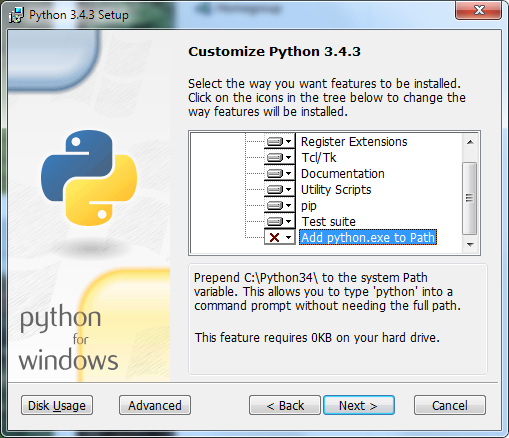 Python 3.4.3 Setup
Homegroup
Customize Python 3.4.3
Select the way you want features to be installed.
Click on the icons in the tree below to change the
way features will be installed.
Register Extensions
Tcl/Tk
Documentation
Utility Scripts
pip
Test suite
Add python.exe to Path
Prepend C:\Python34\ to the system Path
variable. This allows you to type 'python' into a
command prompt without needing the full path.
This feature requires 0KB on your hard drive.
python
for
windows
Disk Usage
Advanced
< Back
Next >
Cancel